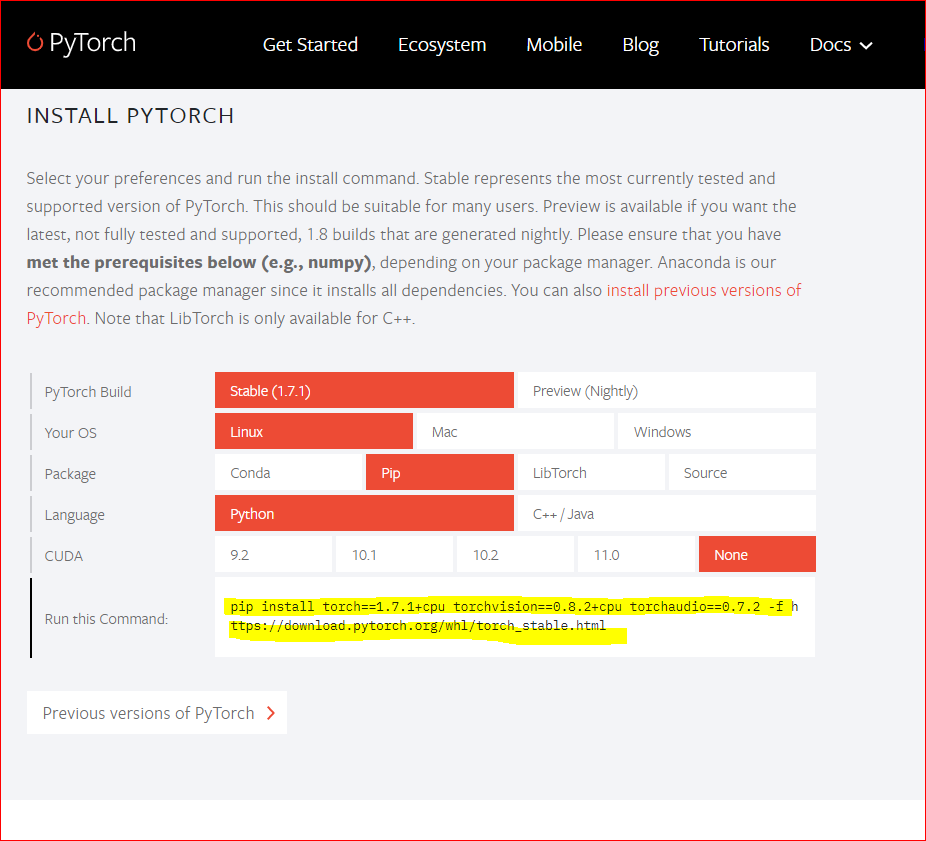 PyTorch
Get Started
Ecosystem
Mobile
Blog
Tutorials
Docs
INSTALL PYTORCH
Select your preferences and run the install command. Stable represents the most currently tested and
supported version of PyTorch. This should be suitable for many users. Preview is available if you want the
latest, not fully tested and supported, 1.8 builds that are generated nightly. Please ensure that you have
met the prerequisites below (e.g., numpy), depending on your package manager. Anaconda is our
recommended package manager since it installs all dependencies. You can also install previous versions of
PyTorch. Note that LibTorch is only available for C++.
PyTorch Build
Stable (1.7.1)
Preview (Nightly)
Your OS
Linux
Mac
Windows
Package
Conda
Pip
LibTorch
Source
Language
Python
C++ / Java
CUDA
9.2
10.1
10.2
11.0
None
Run this Command:
pip install torch==1.7.1+cpu torchvision==0.8.2+cpu torchaudio==0.7.2 -f h
ttps://download.pytorch.org/whl/torch_stable.html
Previous versions of PyTorch